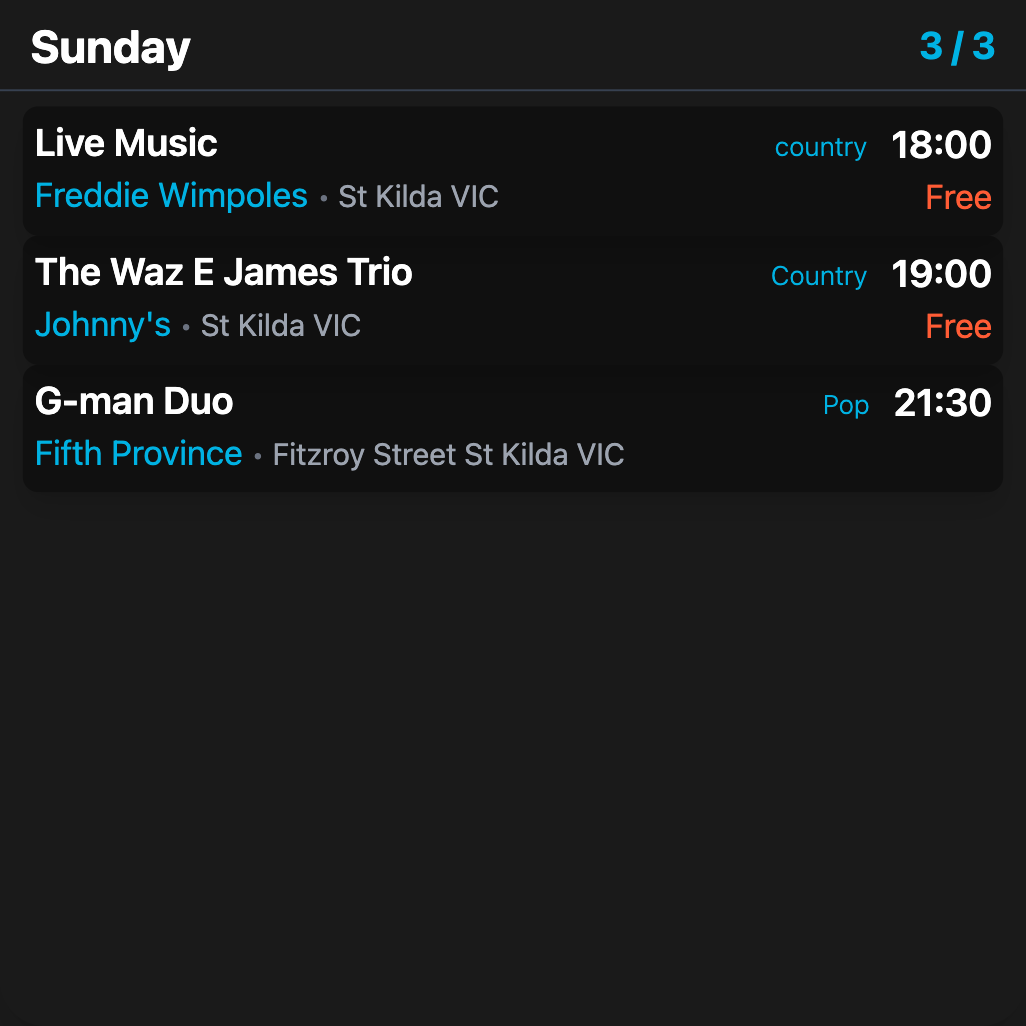 Sunday 3 / 3
Live Music country 18:00
Freddie Wimpoles • St Kilda VIC Free
The Waz E James Trio Country 19:00
Johnny's • St Kilda VIC Free
G-man Duo Pop 21:30
Fifth Province • Fitzroy Street St Kilda VIC